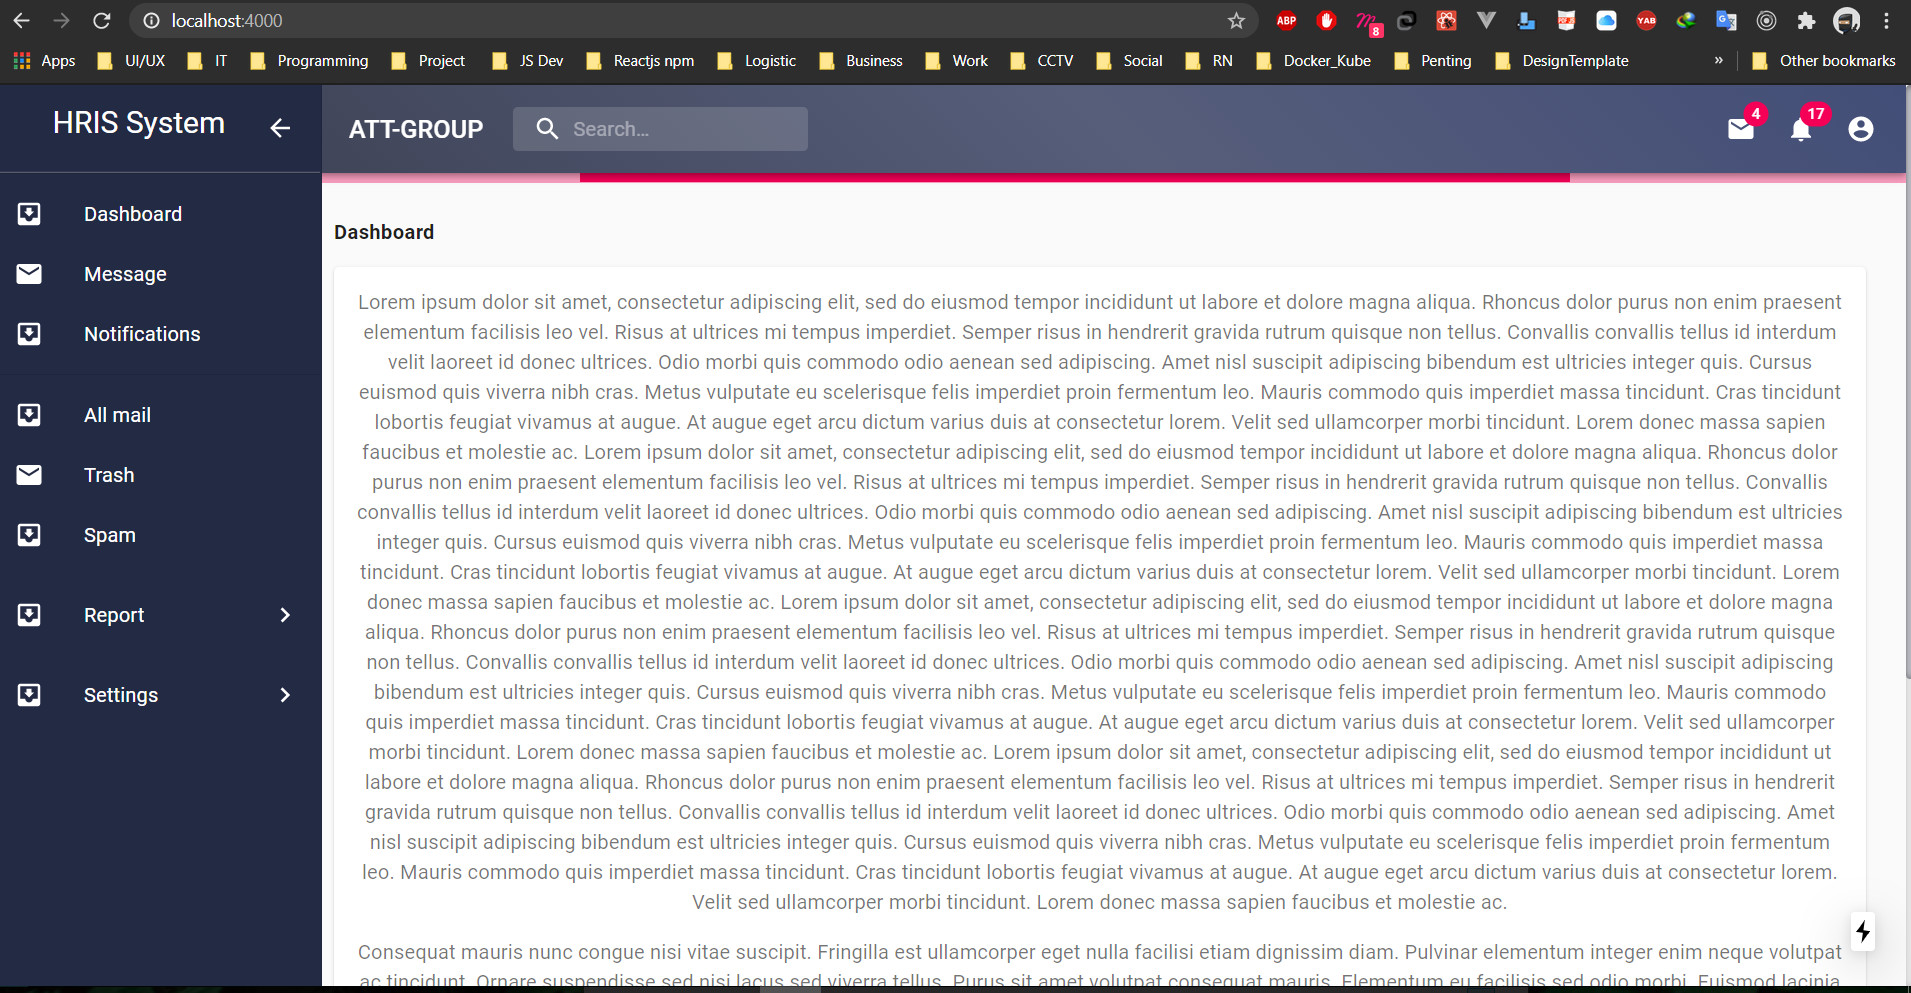 localhost:4000
ABP
8
YAB
Apps UI/UX IT Programming Project JS Dev Reactjs npm Logistic Business Work CCTV Social RN Docker_Kube Penting DesignTemplate » Other bookmarks
HRIS System
ATT-GROUP
Search...
4
17
Dashboard
Message
Notifications
All mail
Trash
Spam
Report
Settings
Dashboard
Lorem ipsum dolor sit amet, consectetur adipiscing elit, sed do eiusmod tempor incididunt ut labore et dolore magna aliqua. Rhoncus dolor purus non enim praesent
elementum facilisis leo vel. Risus at ultrices mi tempus imperdiet. Semper risus in hendrerit gravida rutrum quisque non tellus. Convallis convallis tellus id interdum
velit laoreet id donec ultrices. Odio morbi quis commodo odio aenean sed adipiscing. Amet nisl suscipit adipiscing bibendum est ultricies integer quis. Cursus
euismod quis viverra nibh cras. Metus vulputate eu scelerisque felis imperdiet proin fermentum leo. Mauris commodo quis imperdiet massa tincidunt. Cras tincidunt
lobortis feugiat vivamus at augue. At augue eget arcu dictum varius duis at consectetur lorem. Velit sed ullamcorper morbi tincidunt. Lorem donec massa sapien
faucibus et molestie ac. Lorem ipsum dolor sit amet, consectetur adipiscing elit, sed do eiusmod tempor incididunt ut labore et dolore magna aliqua. Rhoncus dolor
purus non enim praesent elementum facilisis leo vel. Risus at ultrices mi tempus imperdiet. Semper risus in hendrerit gravida rutrum quisque non tellus. Convallis
convallis tellus id interdum velit laoreet id donec ultrices. Odio morbi quis commodo odio aenean sed adipiscing. Amet nisl suscipit adipiscing bibendum est ultricies
integer quis. Cursus euismod quis viverra nibh cras. Metus vulputate eu scelerisque felis imperdiet proin fermentum leo. Mauris commodo quis imperdiet massa
tincidunt. Cras tincidunt lobortis feugiat vivamus at augue. At augue eget arcu dictum varius duis at consectetur lorem. Velit sed ullamcorper morbi tincidunt. Lorem
donec massa sapien faucibus et molestie ac. Lorem ipsum dolor sit amet, consectetur adipiscing elit, sed do eiusmod tempor incididunt ut labore et dolore magna
aliqua. Rhoncus dolor purus non enim praesent elementum facilisis leo vel. Risus at ultrices mi tempus imperdiet. Semper risus in hendrerit gravida rutrum quisque
non tellus. Convallis convallis tellus id interdum velit laoreet id donec ultrices. Odio morbi quis commodo odio aenean sed adipiscing. Amet nisl suscipit adipiscing
bibendum est ultricies integer quis. Cursus euismod quis viverra nibh cras. Metus vulputate eu scelerisque felis imperdiet proin fermentum leo. Mauris commodo
quis imperdiet massa tincidunt. Cras tincidunt lobortis feugiat vivamus at augue. At augue eget arcu dictum varius duis at consectetur lorem. Velit sed ullamcorper
morbi tincidunt. Lorem donec massa sapien faucibus et molestie ac. Lorem ipsum dolor sit amet, consectetur adipiscing elit, sed do eiusmod tempor incididunt ut
labore et dolore magna aliqua. Rhoncus dolor purus non enim praesent elementum facilisis leo vel. Risus at ultrices mi tempus imperdiet. Semper risus in hendrerit
gravida rutrum quisque non tellus. Convallis convallis tellus id interdum velit laoreet id donec ultrices. Odio morbi quis commodo odio aenean sed adipiscing. Amet
nisl suscipit adipiscing bibendum est ultricies integer quis. Cursus euismod quis viverra nibh cras. Metus vulputate eu scelerisque felis imperdiet proin fermentum
leo. Mauris commodo quis imperdiet massa tincidunt. Cras tincidunt lobortis feugiat vivamus at augue. At augue eget arcu dictum varius duis at consectetur lorem.
Velit sed ullamcorper morbi tincidunt. Lorem donec massa sapien faucibus et molestie ac.
Consequat mauris nunc congue nisi vitae suscipit. Fringilla est ullamcorper eget nulla facilisi etiam dignissim diam. Pulvinar elementum integer enim neque volutpat
ac tincidunt. Ornare suspendisse sed nisi lacus sed viverra tellus. Purus sit amet volutpat consequat mauris. Elementum eu facilisis sed odio morbi. Euismod lacinia